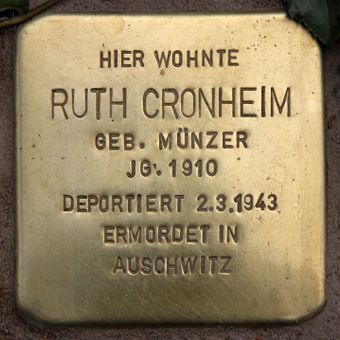 HIER WOHNTE
RUTH CRONHEIM
GEB. MÜNZER
JG. 1910
DEPORTIERT 2.3.1943
ERMORDET IN
AUSCHWITZ